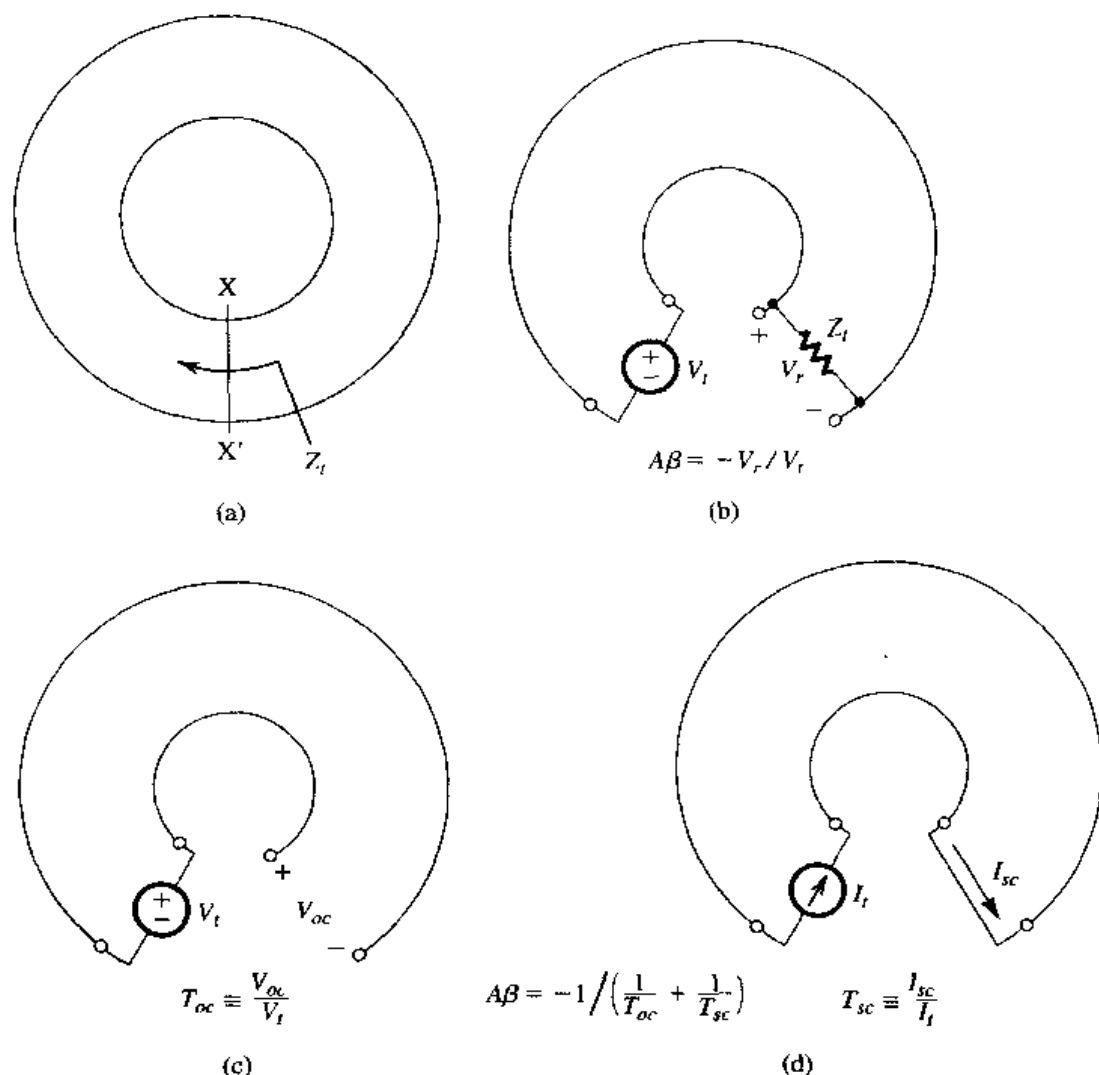 X
X'
Z_t
(a)
+
−
V_t
+
Z_t
V_r
−
Aβ = − V_r / V_t
(b)
+
−
V_t
+
V_oc
−
T_oc ≡ V_oc / V_t
(c)
Aβ = −1/(1/T_oc + 1/T_sc)
I_t
I_sc
T_sc ≡ I_sc / I_t
(d)